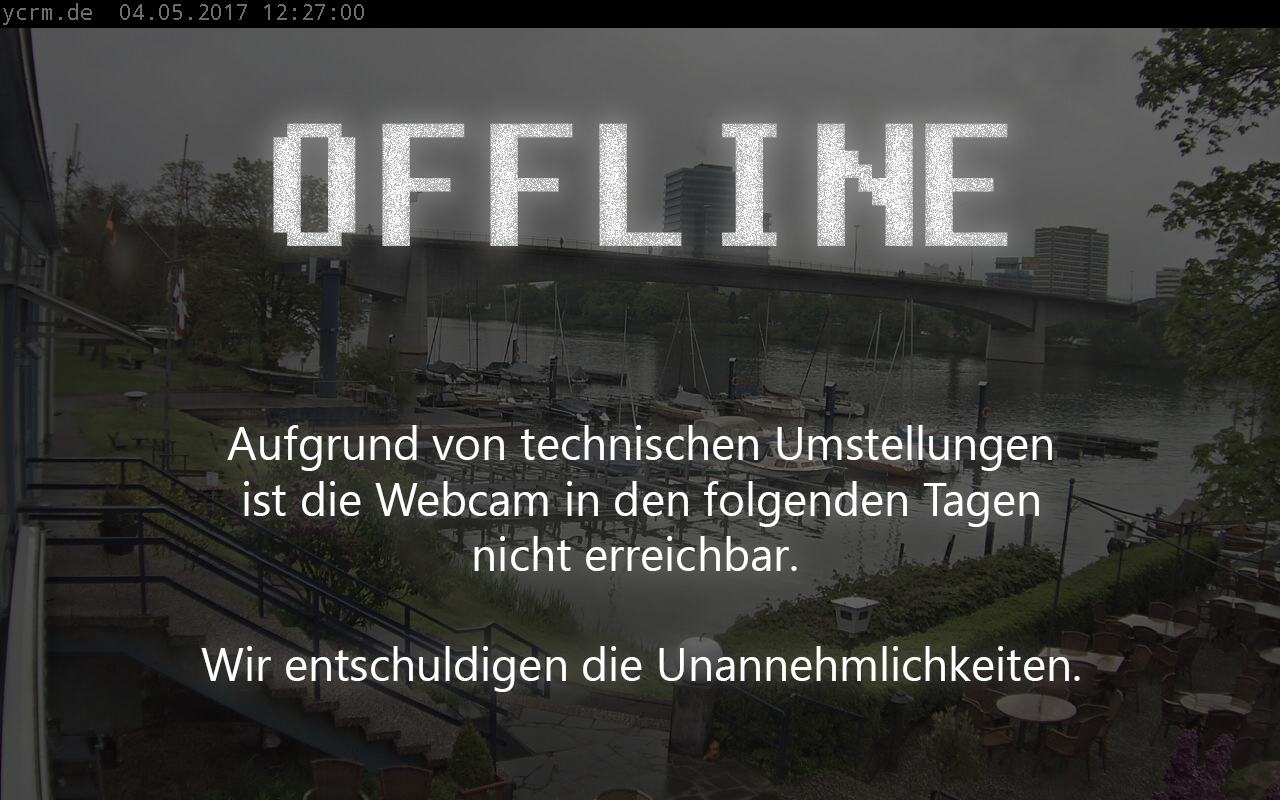 ycrm.de 04.05.2017 12:27:00
OFFLINE
Aufgrund von technischen Umstellungen
ist die Webcam in den folgenden Tagen
nicht erreichbar.
Wir entschuldigen die Unannehmlichkeiten.